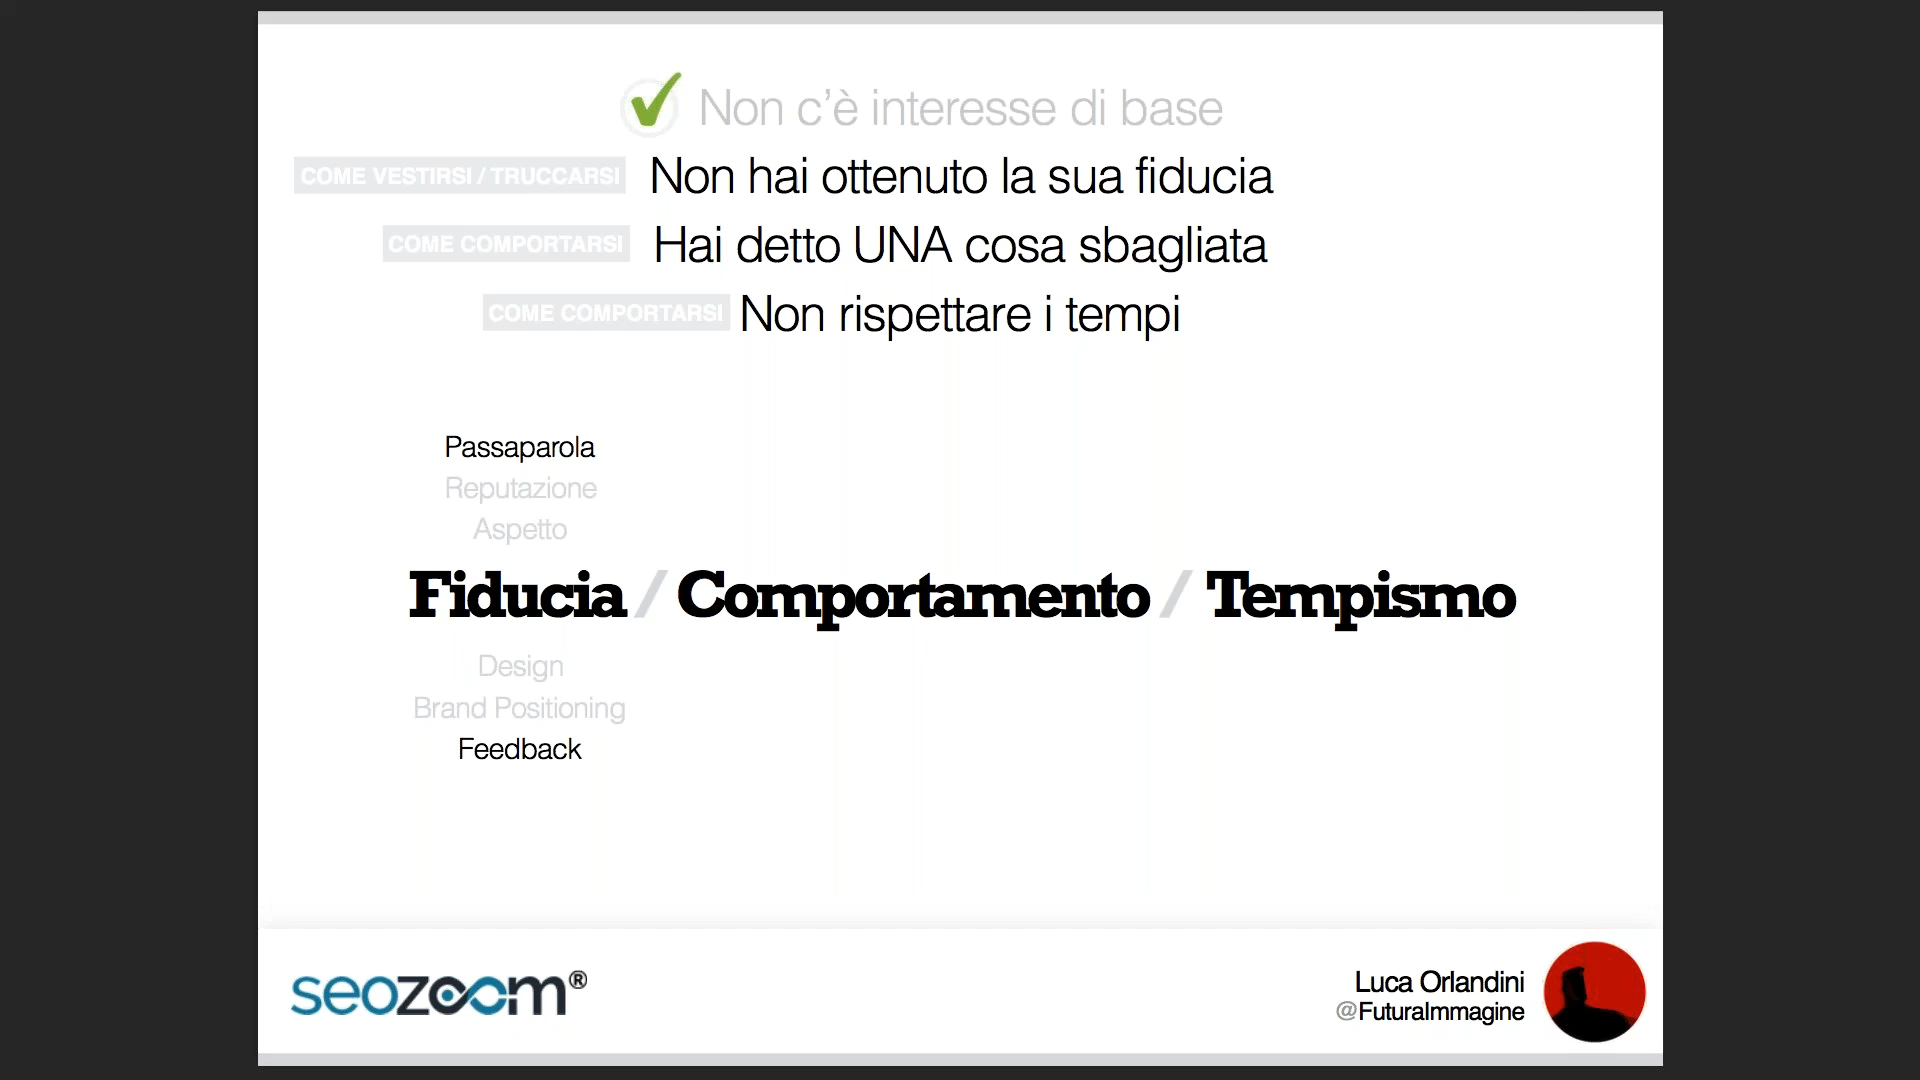 Non c’è interesse di base
COME VESTIRSI / TRUCCARSI Non hai ottenuto la sua fiducia
COME COMPORTARSI Hai detto UNA cosa sbagliata
COME COMPORTARSI Non rispettare i tempi
Passaparola
Reputazione
Aspetto
Fiducia / Comportamento / Tempismo
Design
Brand Positioning
Feedback
seozoom®
Luca Orlandini
@FuturaImmagine